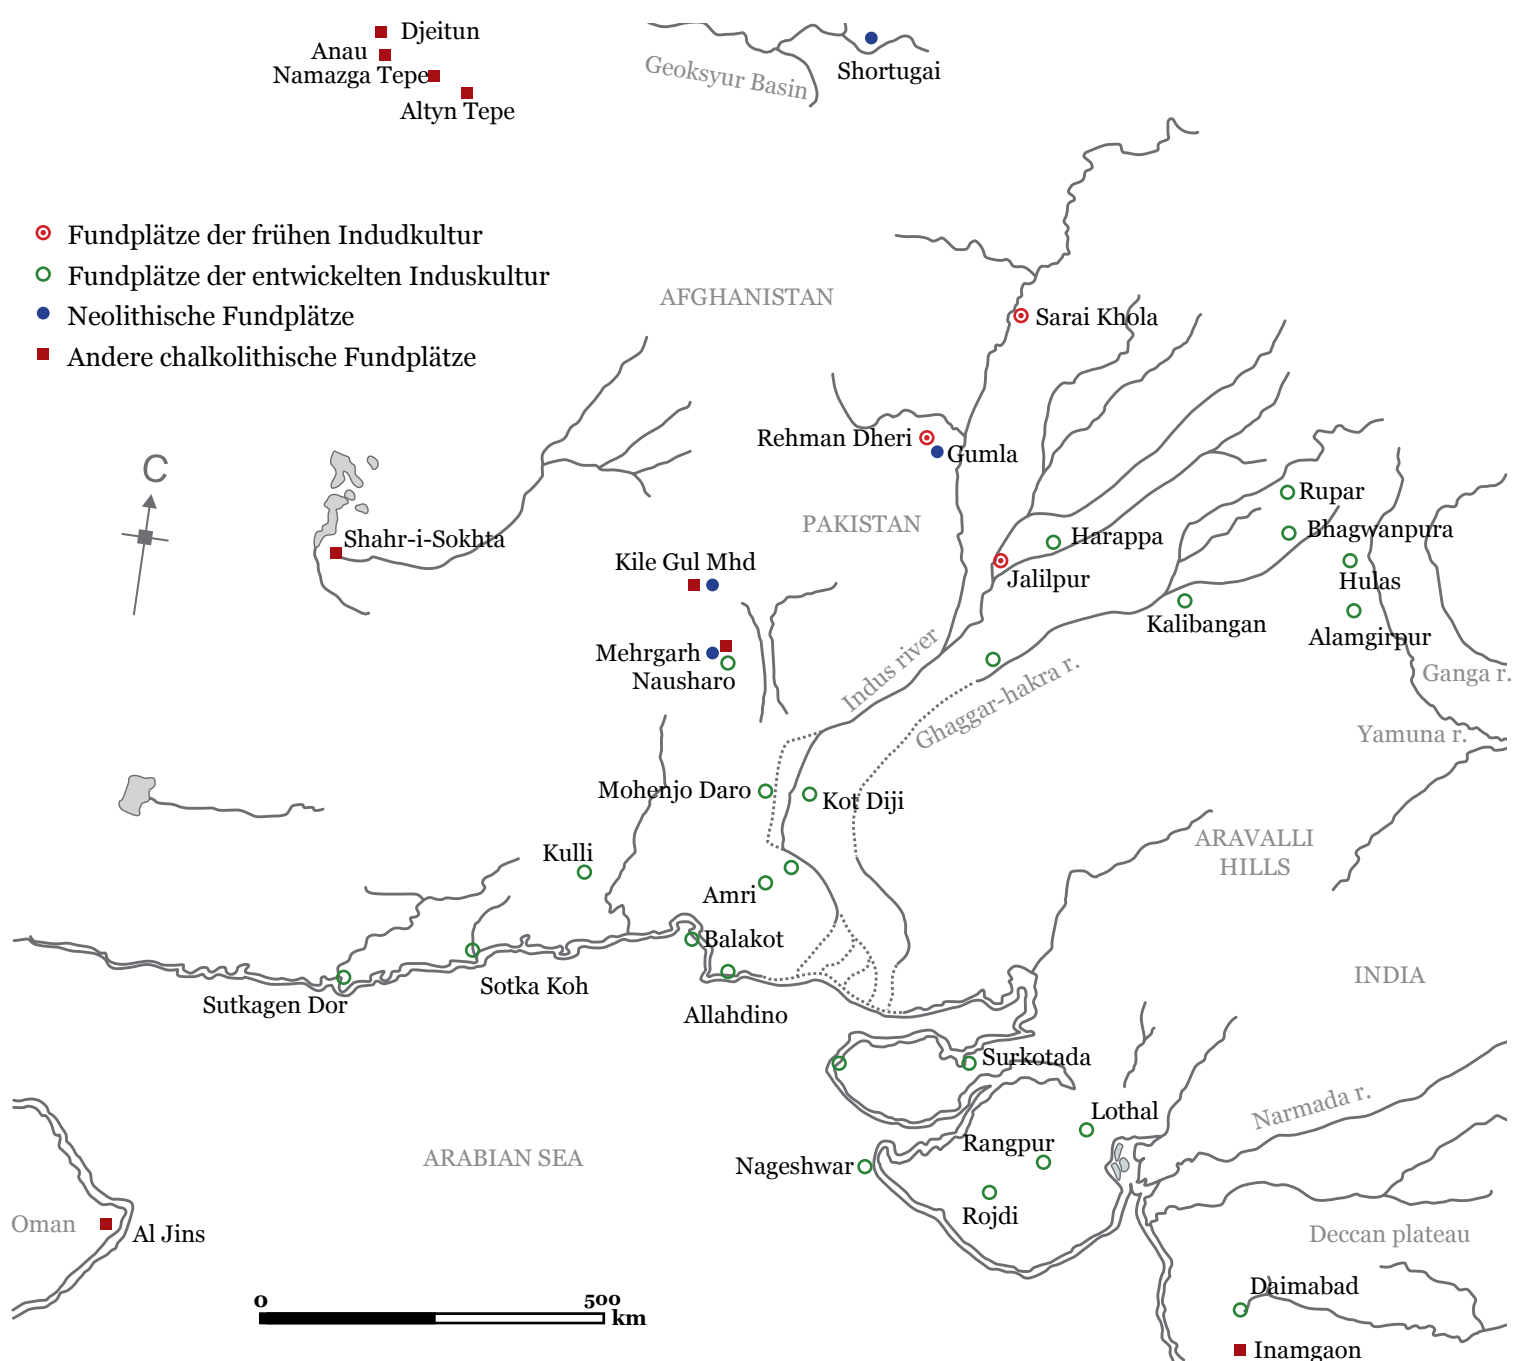 Djeitun
Anau
Namazga Tepe
Altyn Tepe
Geoksyur Basin
Shortugai
Fundplätze der frühen Indudkultur
Fundplätze der entwickelten Induskultur
Neolithische Fundplätze
Andere chalkolithische Fundplätze
AFGHANISTAN
Sarai Khola
Rehman Dheri
Gumla
C
Shahr-i-Sokhta
PAKISTAN
Rupar
Bhagwanpura
Harappa
Kile Gul Mhd
Jalilpur
Hulas
Kalibangan
Alamgirpur
Mehrgarh
Nausharo
Indus river
Ghaggar-hakra r.
Ganga r.
Yamuna r.
Mohenjo Daro
Kot Diji
ARAVALLI
HILLS
Kulli
Amri
Balakot
Sotka Koh
Sutkagen Dor
Allahdino
INDIA
Surkotada
Lothal
Narmada r.
Rangpur
ARABIAN SEA
Nageshwar
Rojdi
Oman
Al Jins
Deccan plateau
Daimabad
0 500
km
Inamgaon